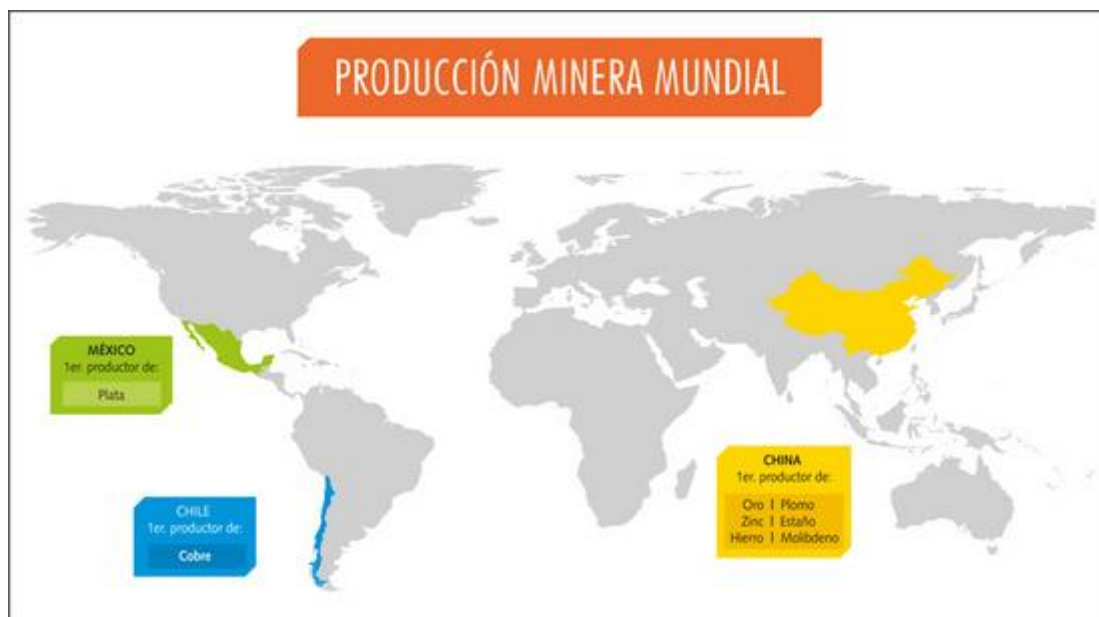 PRODUCCIÓN MINERA MUNDIAL
MÉXICO
1er. productor de:
Plata
CHILE
1er. productor de:
Cobre
CHINA
1er. productor de:
Oro | Plomo
Zinc | Estaño
Hierro | Molibdeno